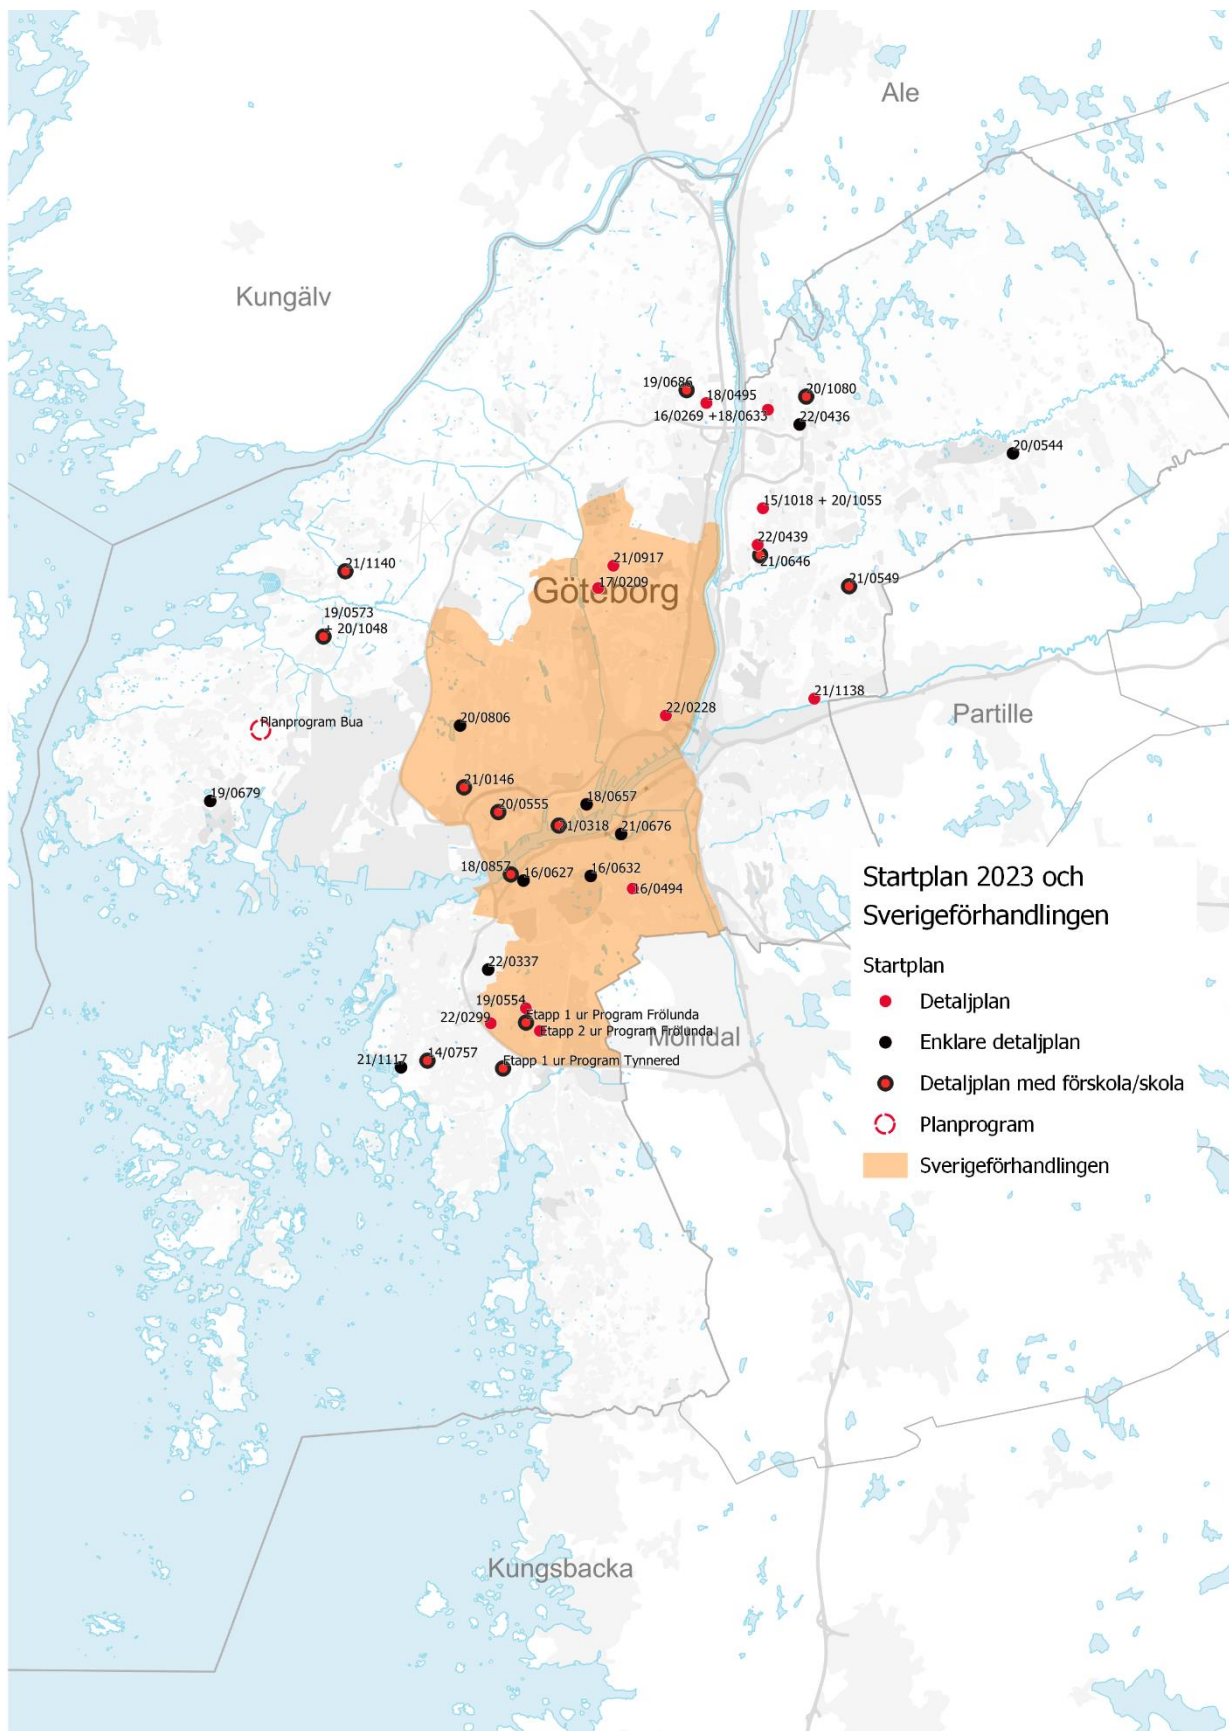 Ale
Kungälv
19/0686
18/0495
20/1080
16/0269 +18/0633
22/0436
20/0544
15/1018 + 20/1055
22/0439
21/0646
21/0917
21/1140
17/0209
21/0549
Göteborg
19/0573
+ 20/1048
21/1138
22/0228
Partille
Planprogram Bua
20/0806
21/0146
19/0679
20/0555
18/0657
21/0676
18/0857
16/0627
16/0632
16/0494
Startplan 2023 och
Sverigeförhandlingen
Startplan
Detaljplan
Enklare detaljplan
Detaljplan med förskola/skola
Planprogram
Sverigeförhandlingen
22/0337
19/0554
22/0299
Etapp 1 ur Program Frölunda
Etapp 2 ur Program Frölunda
Mölndal
21/1117
14/0757
Etapp 1 ur Program Tynnered
Kungsbacka